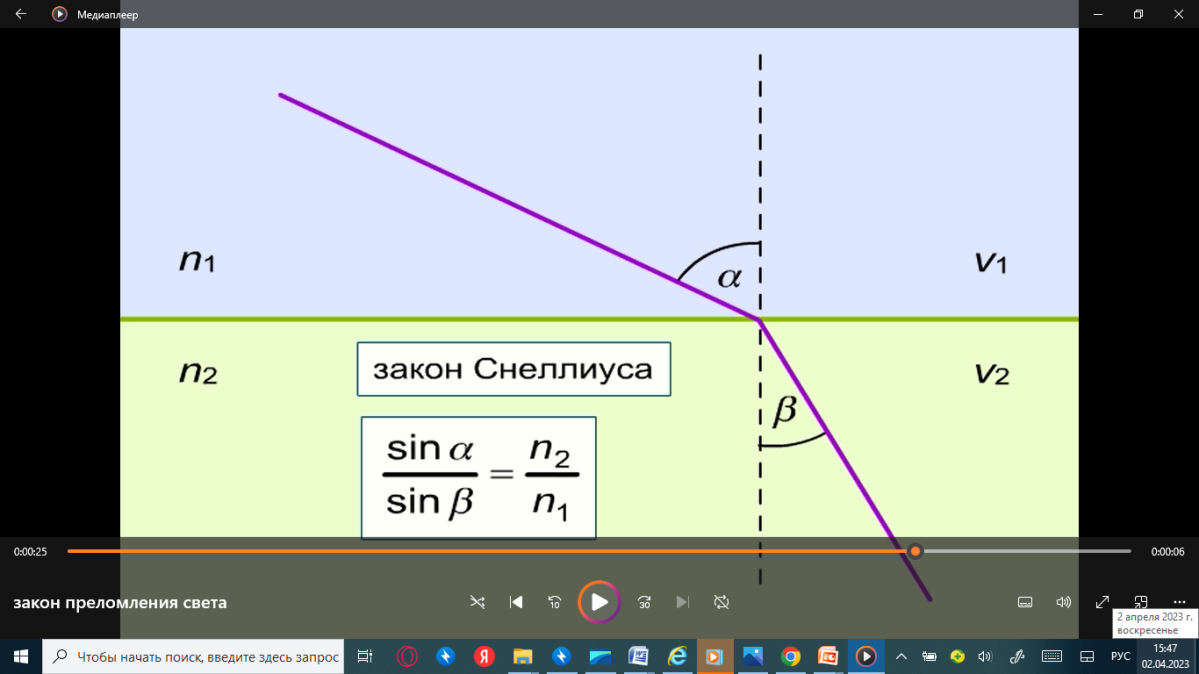 Медиаплеер
α
n1
v1
n2
закон Снеллиуса
v2
β
sin α / sin β = n2 / n1
0:00:25
0:00:06
закон преломления света
10
30
2 апреля 2023 г.
воскресенье
Чтобы начать поиск, введите здесь запрос
РУС
15:47
02.04.2023